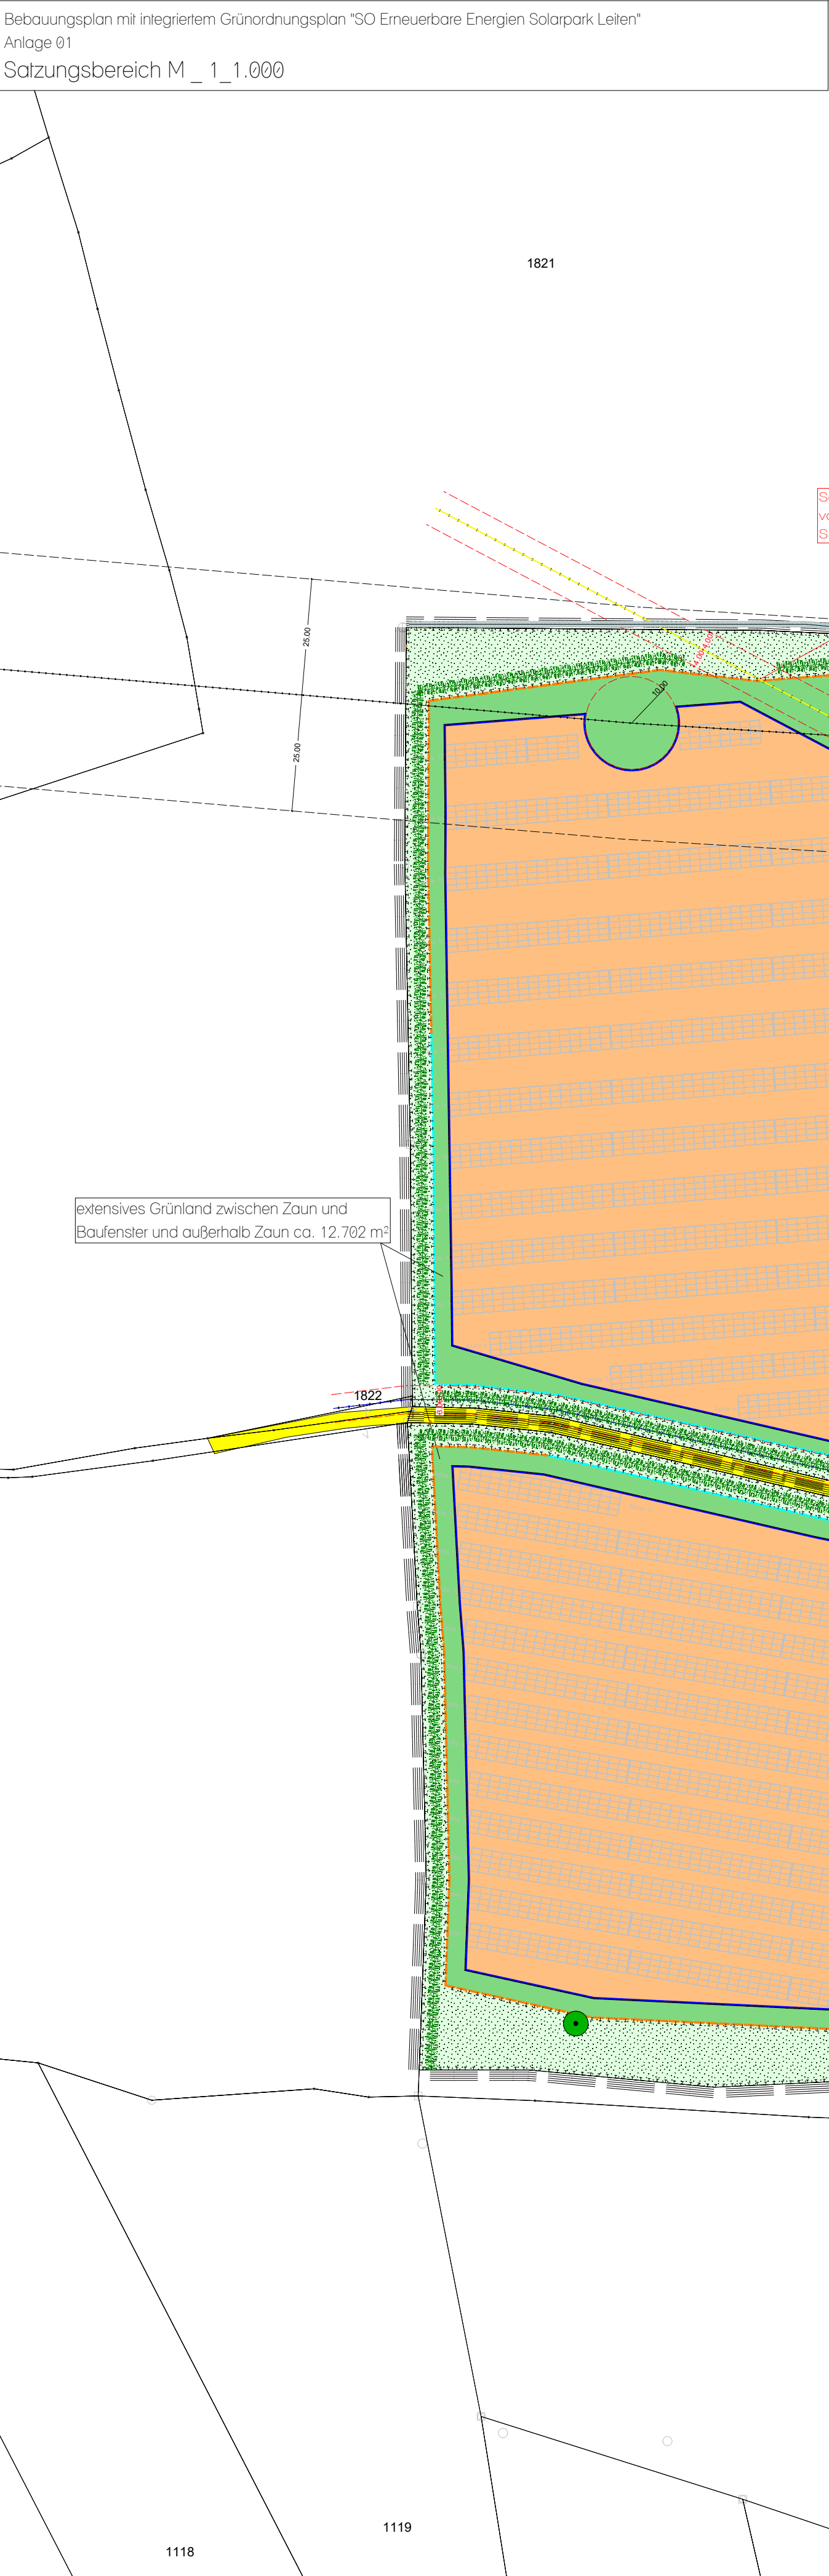 Bebauungsplan mit integriertem Grünordnungsplan "SO Erneuerbare Energien Solarpark Leiten"
Anlage 01
Satzungsbereich M _ 1_1.000
1821
25.00
25.00
10.00
extensives Grünland zwischen Zaun und
Baufenster und außerhalb Zaun ca. 12.702 m²
1822
1119
1118